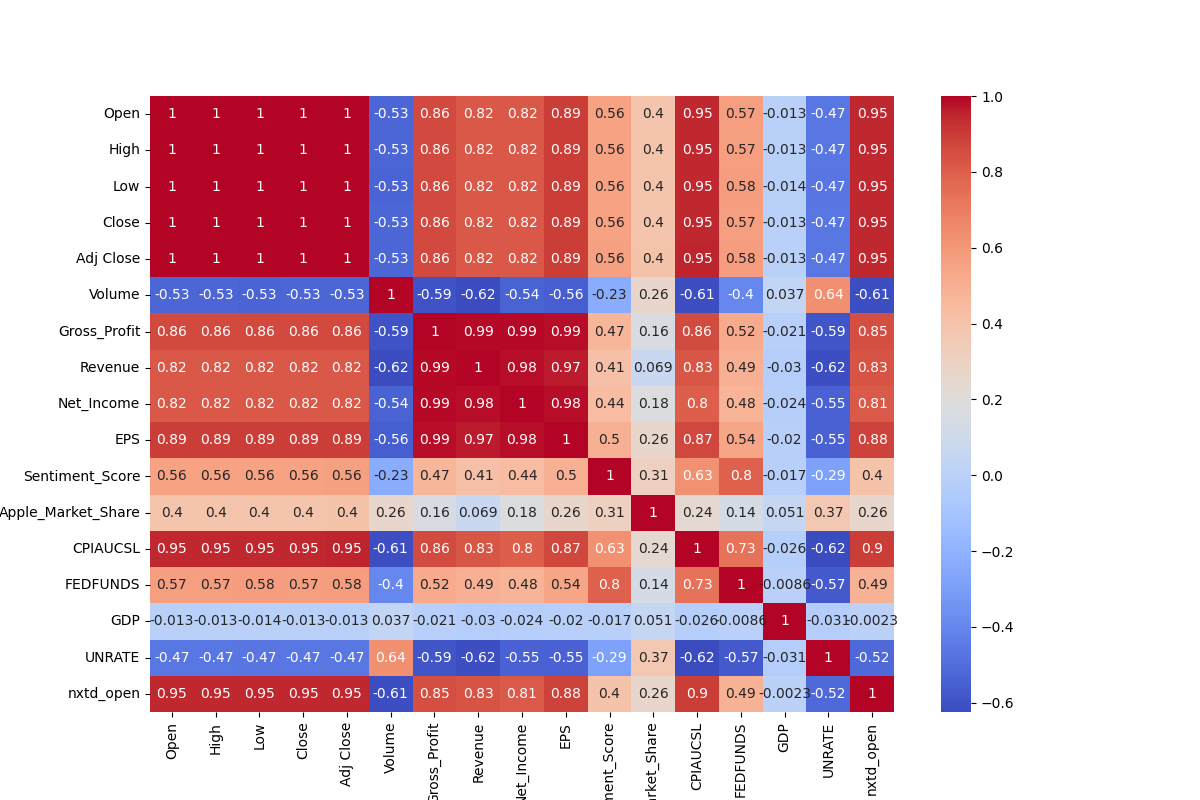 Open 1 1 1 1 1 -0.53 0.86 0.82 0.82 0.89 0.56 0.4 0.95 0.57 -0.013 -0.47 0.95 1.0
High 1 1 1 1 1 -0.53 0.86 0.82 0.82 0.89 0.56 0.4 0.95 0.57 -0.013 -0.47 0.95
Low 1 1 1 1 1 -0.53 0.86 0.82 0.82 0.89 0.56 0.4 0.95 0.58 -0.014 -0.47 0.95 0.8
Close 1 1 1 1 1 -0.53 0.86 0.82 0.82 0.89 0.56 0.4 0.95 0.57 -0.013 -0.47 0.95
Adj Close 1 1 1 1 1 -0.53 0.86 0.82 0.82 0.89 0.56 0.4 0.95 0.58 -0.013 -0.47 0.95 0.6
Volume -0.53 -0.53 -0.53 -0.53 -0.53 1 -0.59 -0.62 -0.54 -0.56 -0.23 0.26 -0.61 -0.4 0.037 0.64 -0.61
Gross_Profit 0.86 0.86 0.86 0.86 0.86 -0.59 1 0.99 0.99 0.99 0.47 0.16 0.86 0.52 -0.021 -0.59 0.85 0.4
Revenue 0.82 0.82 0.82 0.82 0.82 -0.62 0.99 1 0.98 0.97 0.41 0.069 0.83 0.49 -0.03 -0.62 0.83
Net_Income 0.82 0.82 0.82 0.82 0.82 -0.54 0.99 0.98 1 0.98 0.44 0.18 0.8 0.48 -0.024 -0.55 0.81 0.2
EPS 0.89 0.89 0.89 0.89 0.89 -0.56 0.99 0.97 0.98 1 0.5 0.26 0.87 0.54 -0.02 -0.55 0.88
Sentiment_Score 0.56 0.56 0.56 0.56 0.56 -0.23 0.47 0.41 0.44 0.5 1 0.31 0.63 0.8 -0.017 -0.29 0.4 0.0
Apple_Market_Share 0.4 0.4 0.4 0.4 0.4 0.26 0.16 0.069 0.18 0.26 0.31 1 0.24 0.14 0.051 0.37 0.26
CPIAUCSL 0.95 0.95 0.95 0.95 0.95 -0.61 0.86 0.83 0.8 0.87 0.63 0.24 1 0.73 -0.026 -0.62 0.9 −0.2
FEDFUNDS 0.57 0.57 0.58 0.57 0.58 -0.4 0.52 0.49 0.48 0.54 0.8 0.14 0.73 1 -0.0086 -0.57 0.49
GDP -0.013 -0.013 -0.014 -0.013 -0.013 0.037 -0.021 -0.03 -0.024 -0.02 -0.017 0.051 -0.026 -0.0086 1 -0.031 -0.0023 −0.4
UNRATE -0.47 -0.47 -0.47 -0.47 -0.47 0.64 -0.59 -0.62 -0.55 -0.55 -0.29 0.37 -0.62 -0.57 -0.031 1 -0.52
nxtd_open 0.95 0.95 0.95 0.95 0.95 -0.61 0.85 0.83 0.81 0.88 0.4 0.26 0.9 0.49 -0.0023 -0.52 1 −0.6
Open
High
Low
Close
Adj Close
Volume
Gross_Profit
Revenue
Net_Income
EPS
ment_Score
rket_Share
CPIAUCSL
FEDFUNDS
GDP
UNRATE
nxtd_open